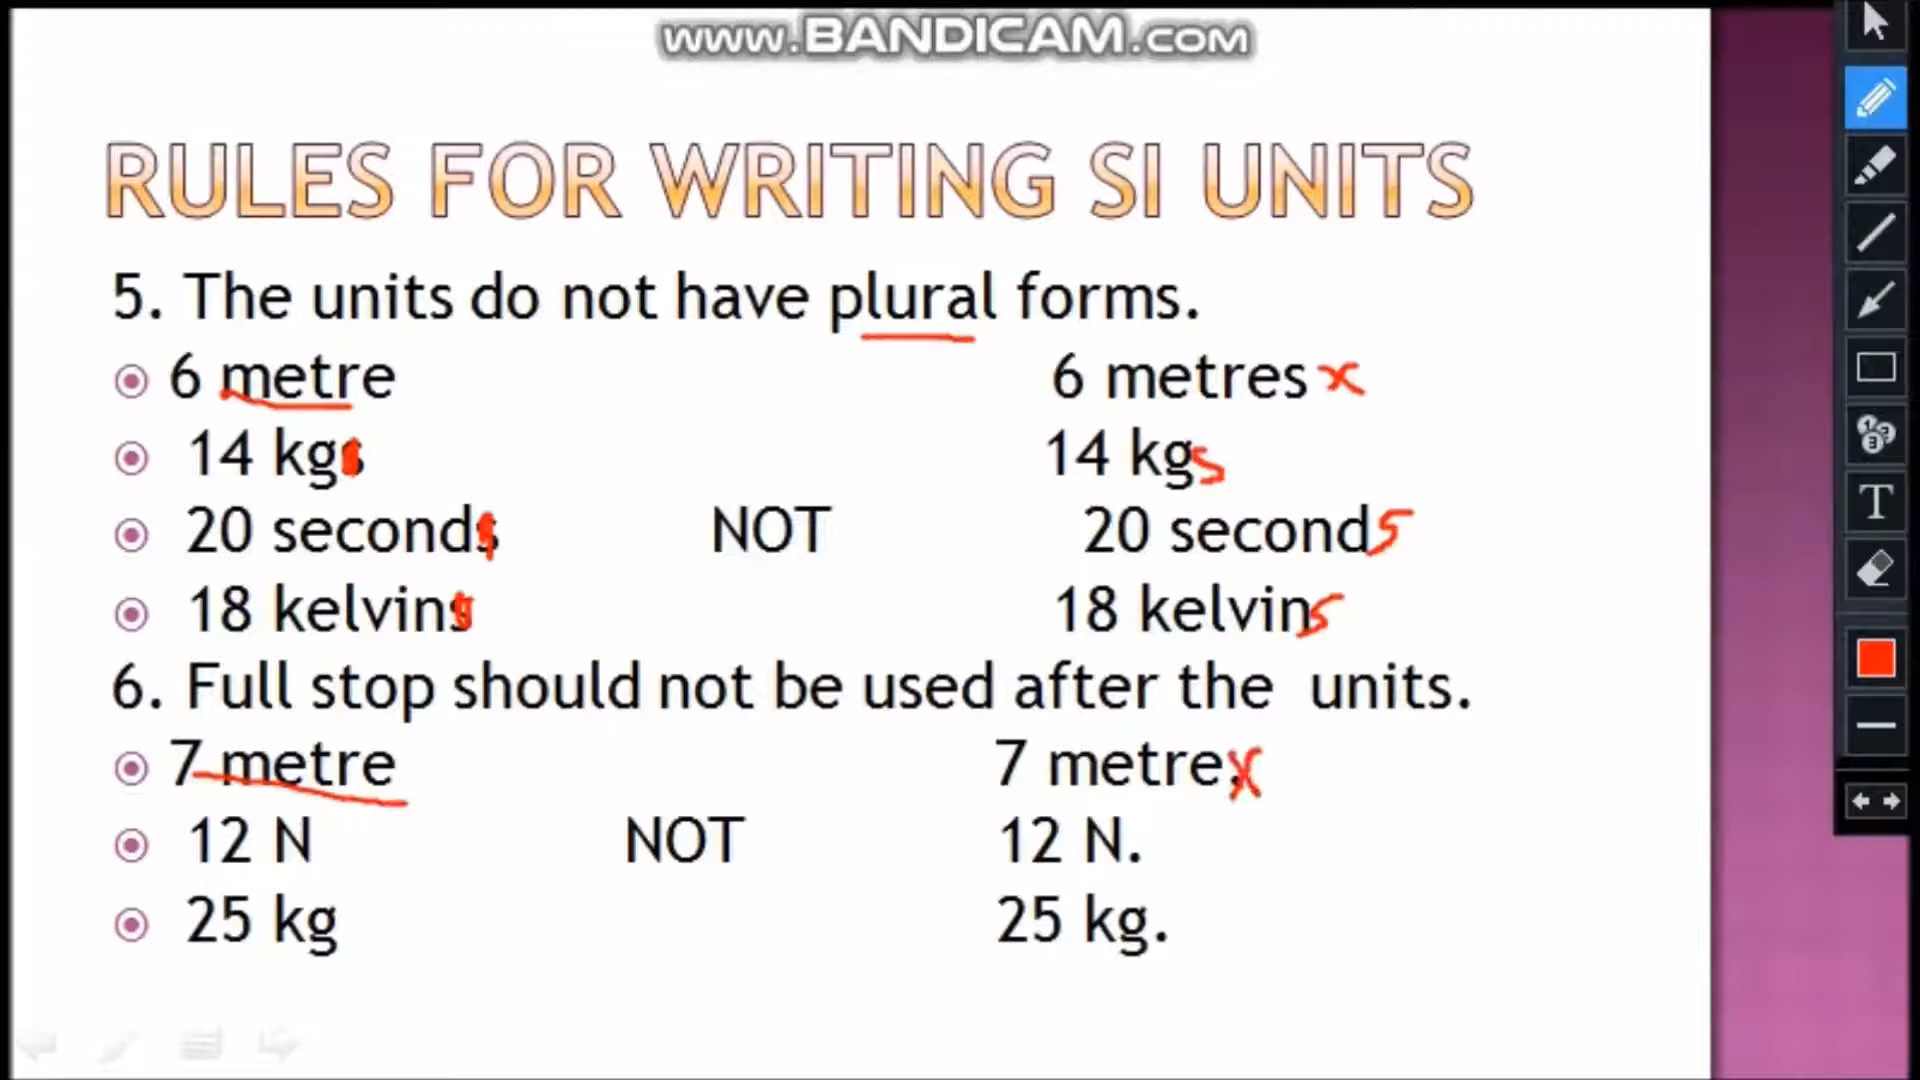 www.BANDICAM.com
RULES FOR WRITING SI UNITS
5. The units do not have plural forms.
6 metre 6 metres x
14 kgs 14 kgs
20 seconds NOT 20 seconds
18 kelvins 18 kelvins
6. Full stop should not be used after the units.
7 metre 7 metre. x
12 N NOT 12 N.
25 kg 25 kg.
T